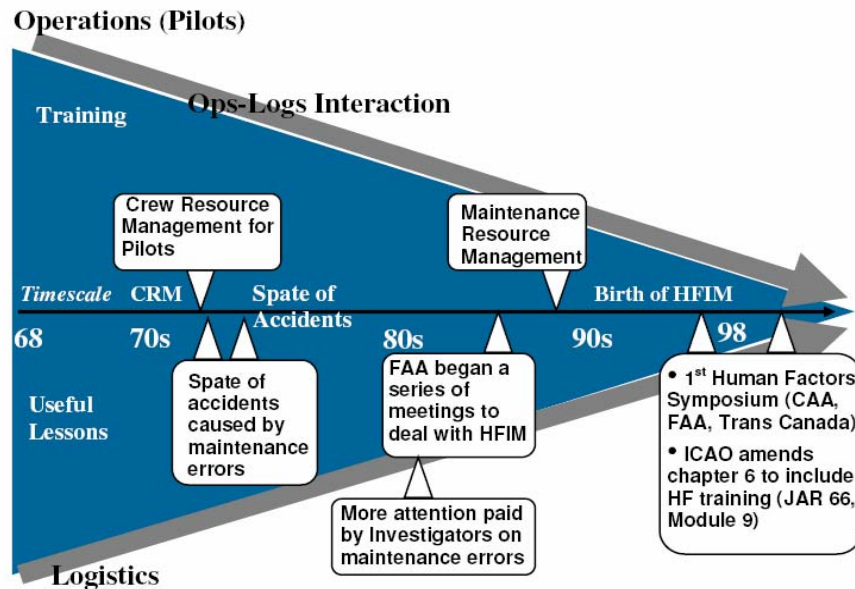 Operations (Pilots)
Ops-Logs Interaction
Training
Crew Resource
Management for
Pilots
Maintenance
Resource
Management
Timescale
CRM
Spate of
Accidents
Birth of HFIM
68
70s
80s
90s
98
Useful
Lessons
Spate of
accidents
caused by
maintenance
errors
FAA began a
series of
meetings to
deal with HFIM
More attention paid
by Investigators on
maintenance errors
• 1st Human Factors
Symposium (CAA,
FAA, Trans Canada)
• ICAO amends
chapter 6 to include
HF training (JAR 66,
Module 9)
Logistics